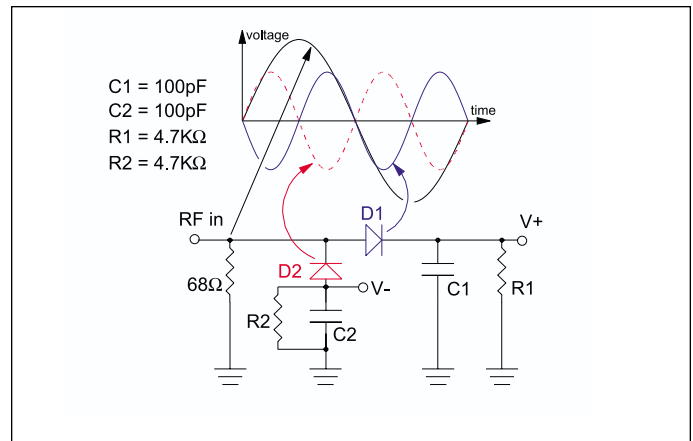 voltage
C1 = 100pF
C2 = 100pF
time
R1 = 4.7KΩ
R2 = 4.7KΩ
D1
RF in
V+
D2
68Ω
V-
C1
R1
R2
C2